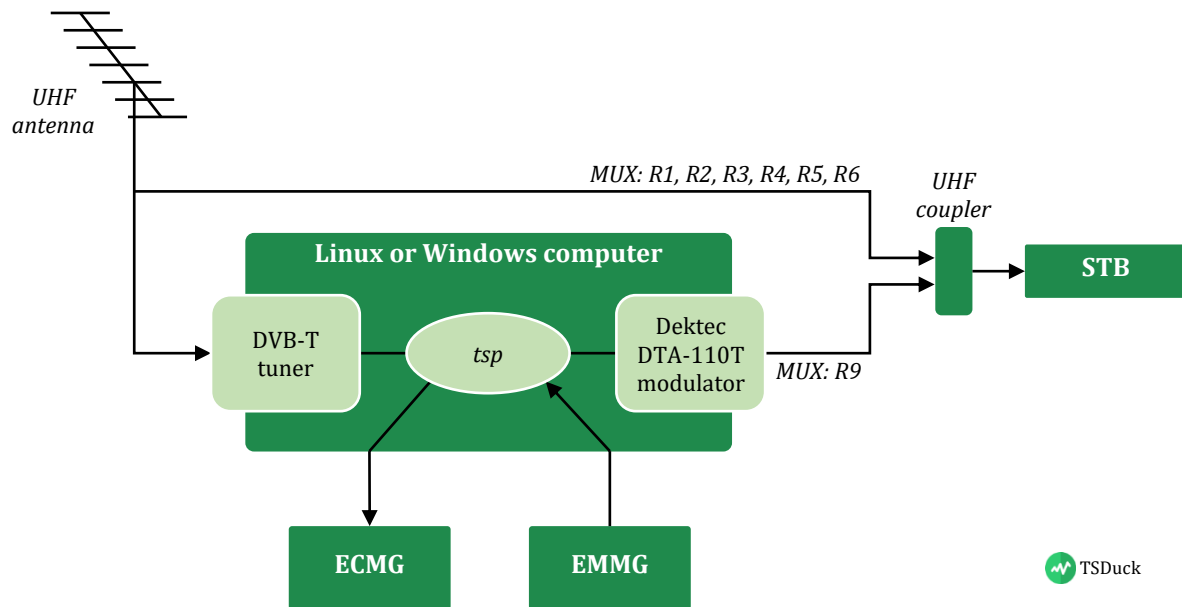 UHF
antenna
MUX: R1, R2, R3, R4, R5, R6
UHF
coupler
Linux or Windows computer
STB
DVB-T
tuner
tsp
Dektec
DTA-110T
modulator
MUX: R9
ECMG
EMMG
TSDuck